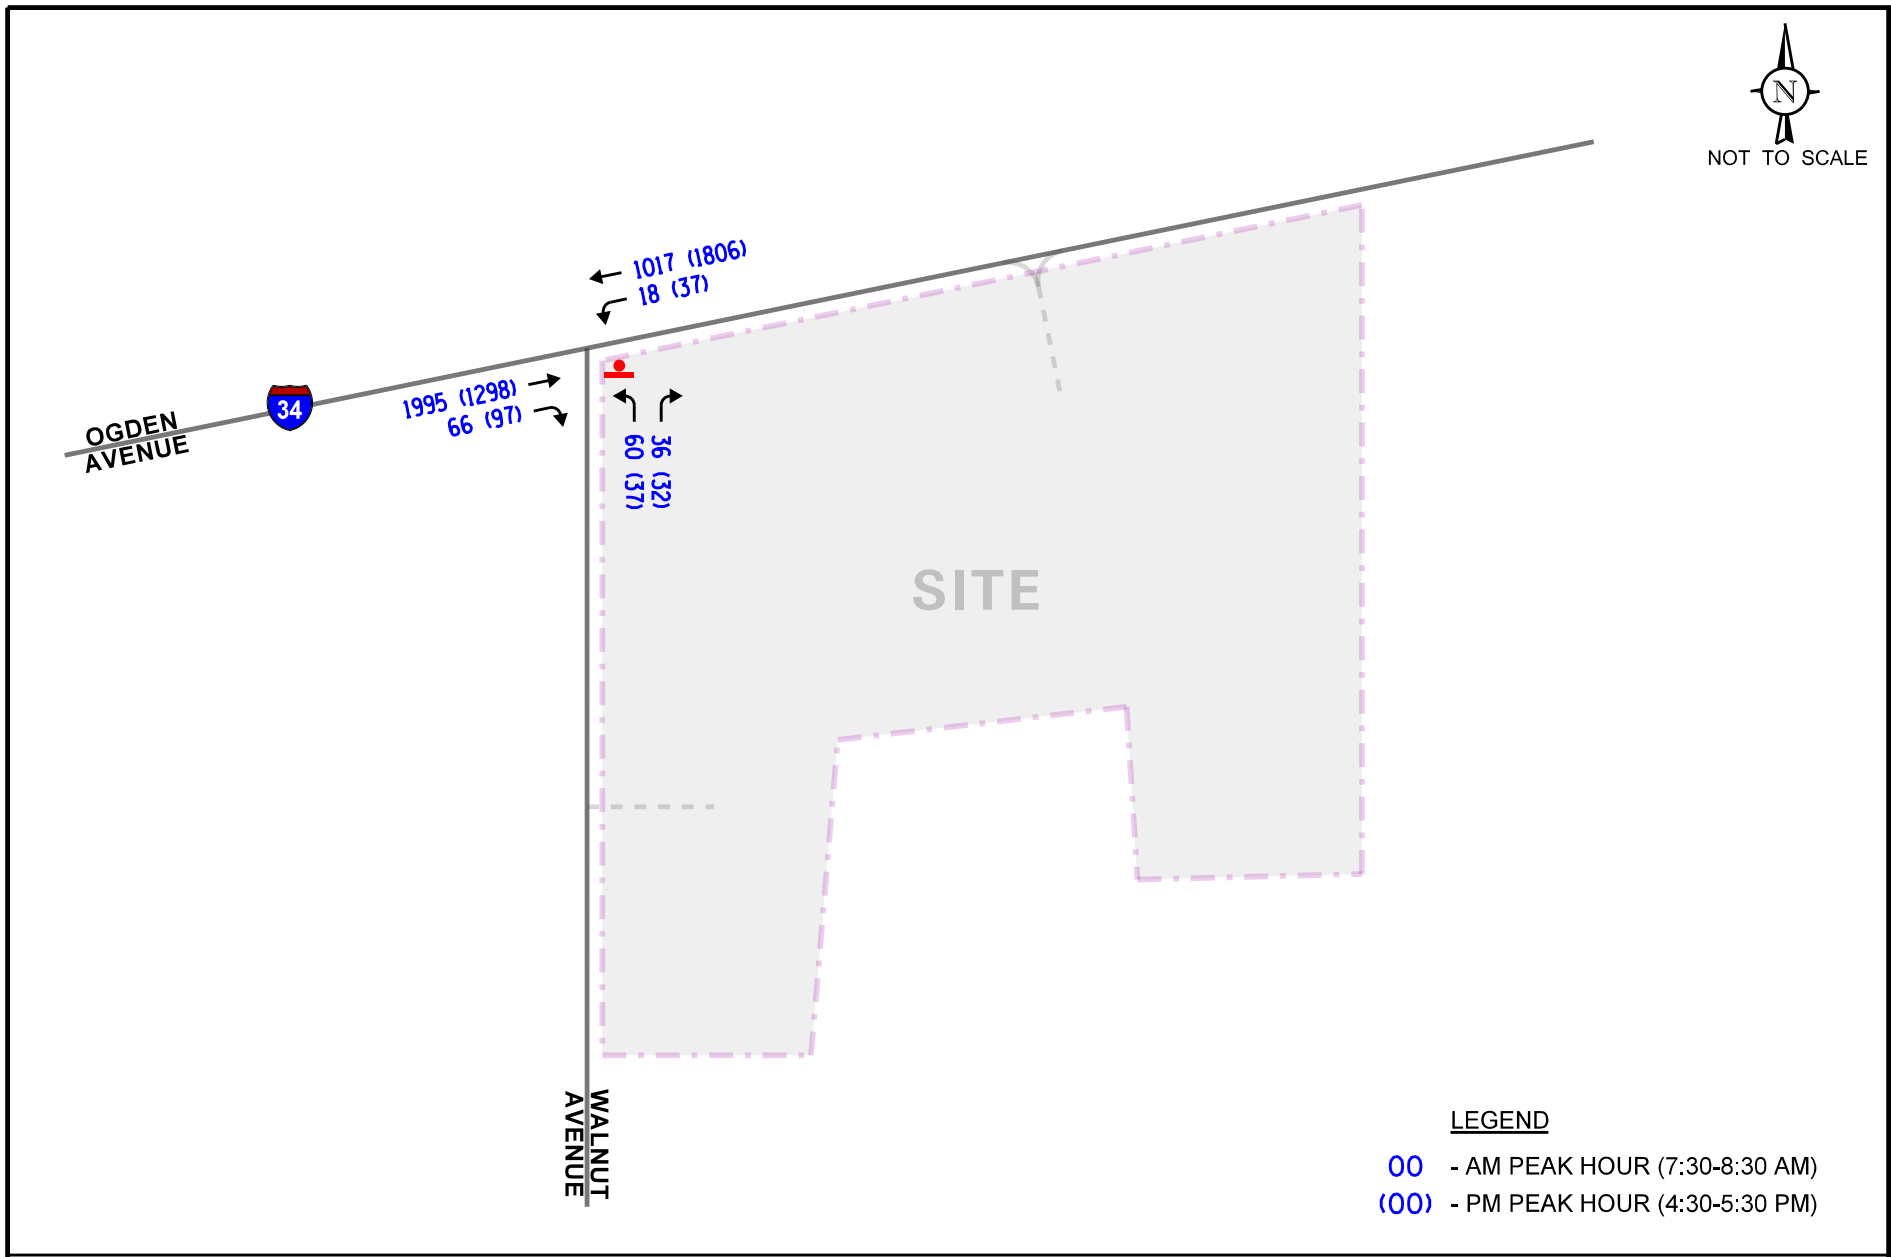 N
NOT TO SCALE
1017 (1806)
18 (37)
1995 (1298)
66 (97)
34
OGDEN
AVENUE
60 (37)
36 (32)
SITE
WALNUT
AVENUE
LEGEND
00 - AM PEAK HOUR (7:30-8:30 AM)
(00) - PM PEAK HOUR (4:30-5:30 PM)